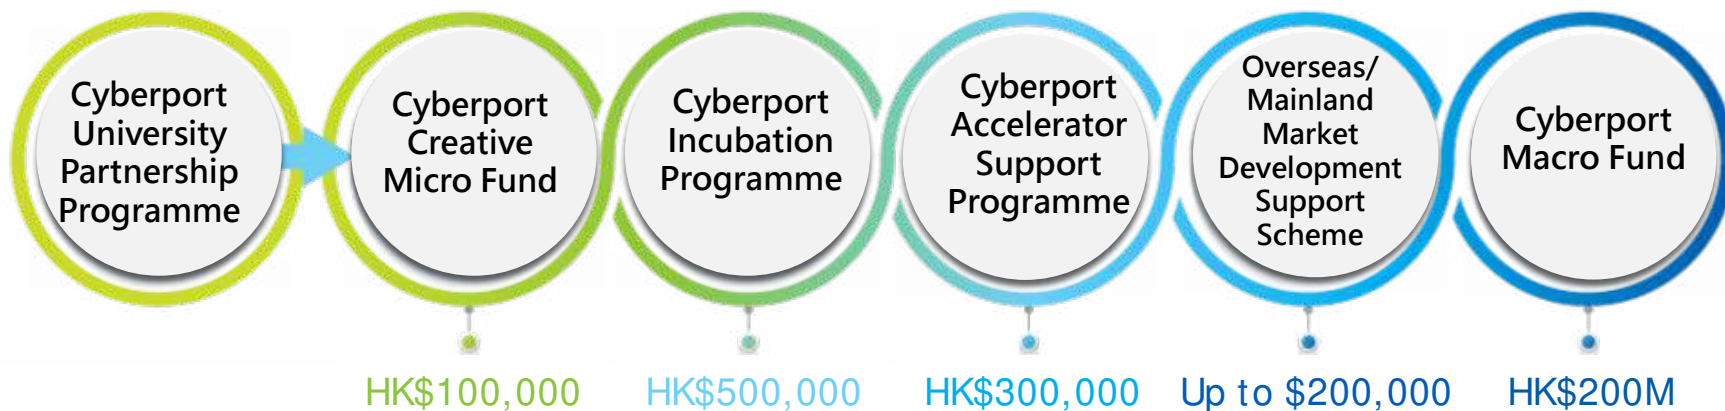 Cyberport
University
Partnership
Programme
Cyberport
Creative
Micro Fund
Cyberport
Incubation
Programme
Cyberport
Accelerator
Support
Programme
Overseas/
Mainland
Market
Development
Support
Scheme
Cyberport
Macro Fund
HK$100,000
HK$500,000
HK$300,000
Up to $200,000
HK$200M